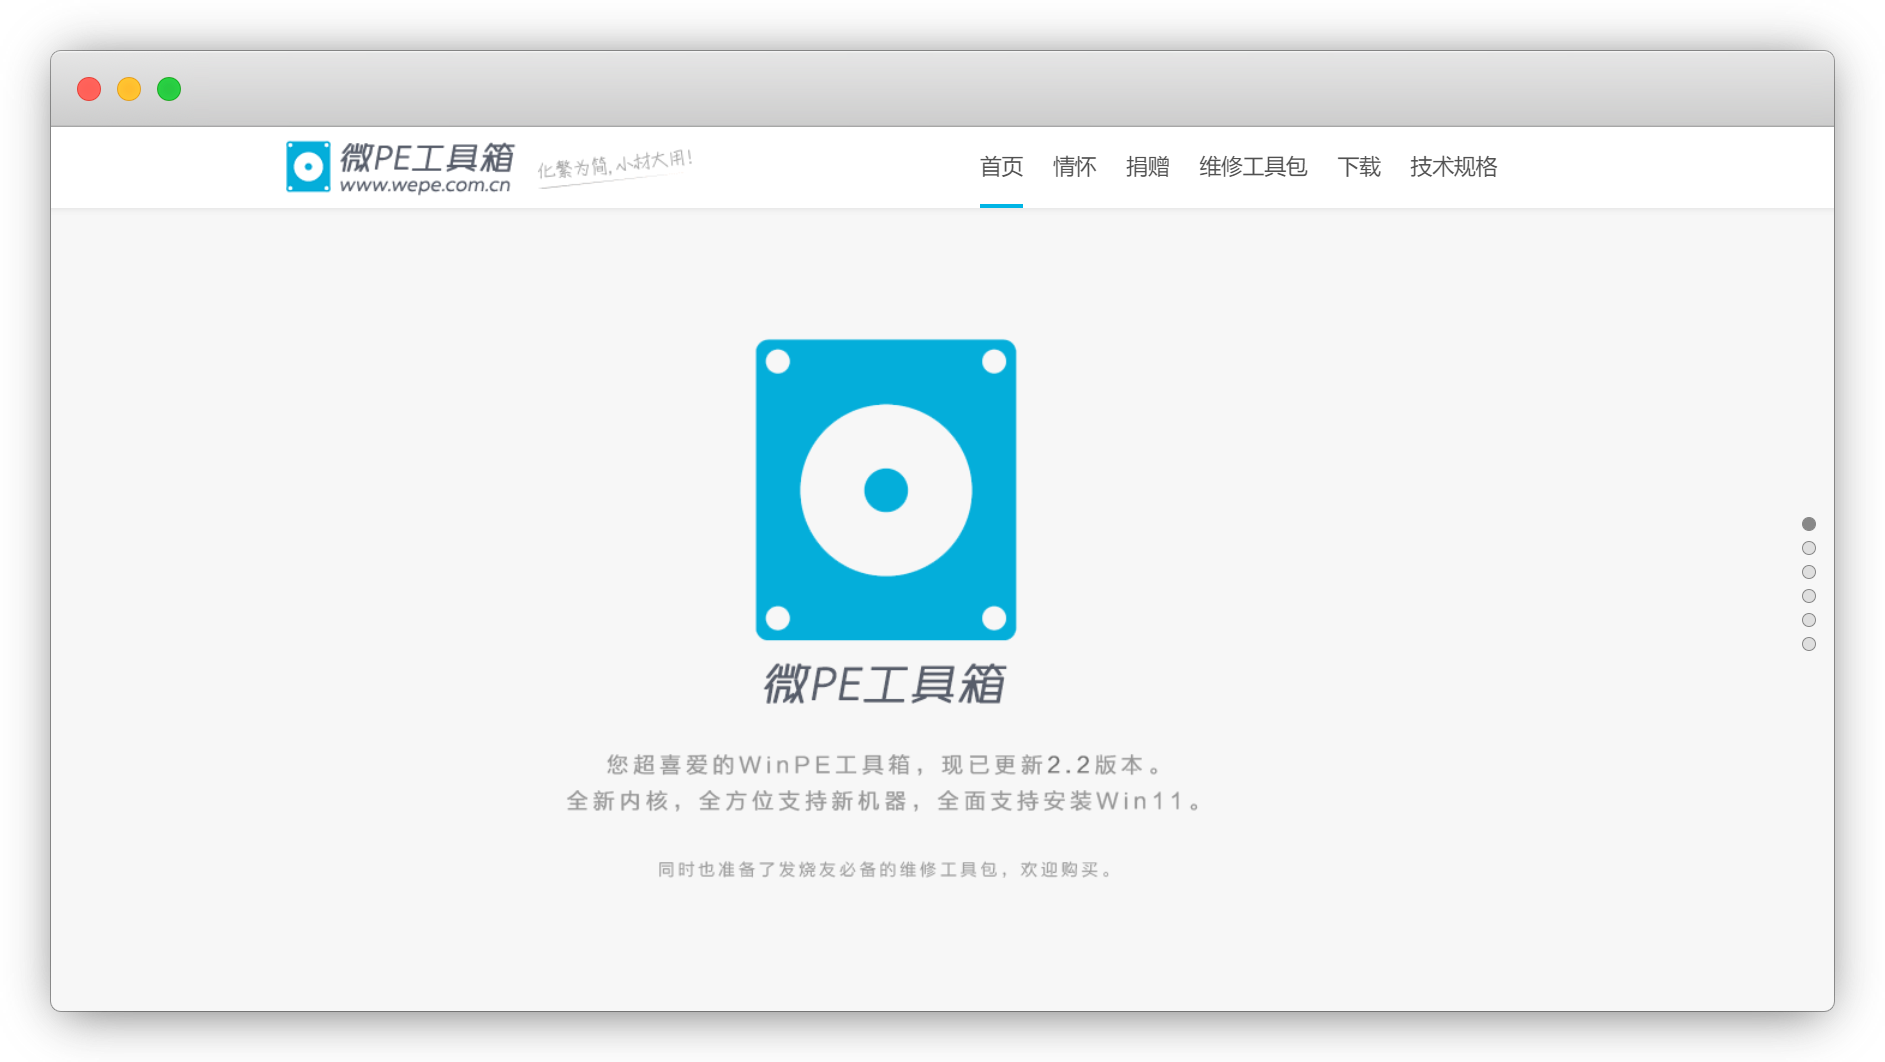 微PE工具箱
www.wepe.com.cn
化繁为简,小材大用!
首页 情怀 捐赠 维修工具包 下载 技术规格
微PE工具箱
您超喜爱的WinPE工具箱，现已更新2.2版本。
全新内核，全方位支持新机器，全面支持安装Win11。
同时也准备了发烧友必备的维修工具包，欢迎购买。